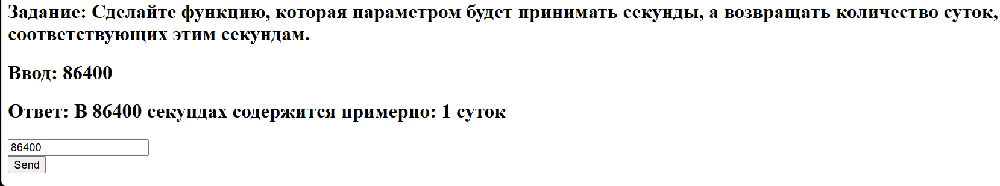 Задание: Сделайте функцию, которая параметром будет принимать секунды, а возвращать количество суток,
соответствующих этим секундам.
Ввод: 86400
Ответ: В 86400 секундах содержится примерно: 1 суток
86400
Send